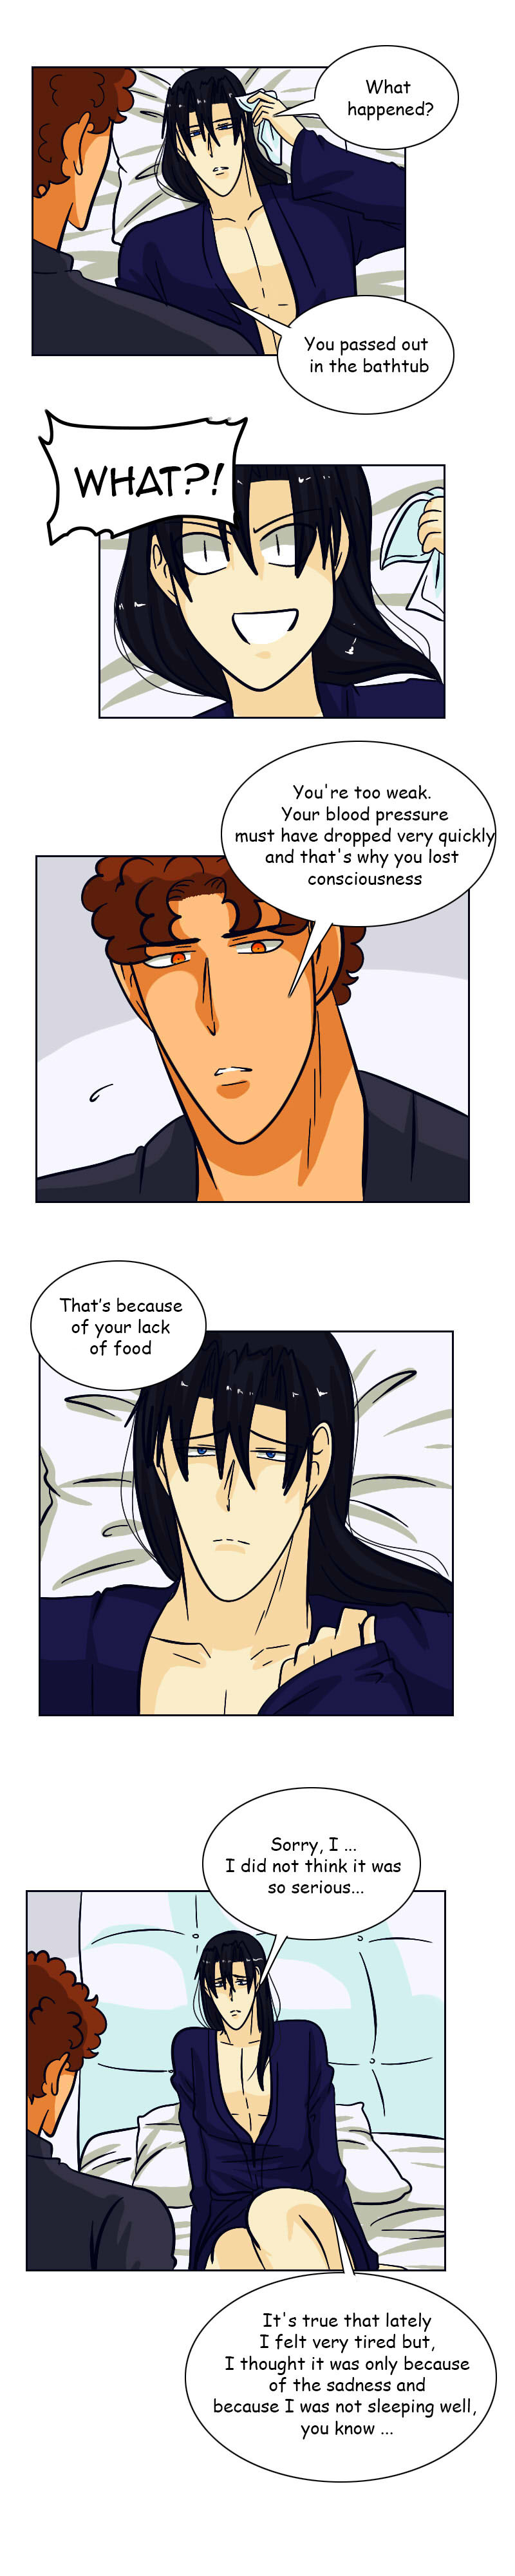 What
happened?
You passed out
in the bathtub
WHAT?!
You're too weak.
Your blood pressure
must have dropped very quickly
and that's why you lost
consciousness
That's because
of your lack
of food
Sorry, I ...
I did not think it was
so serious...
It's true that lately
I felt very tired but,
I thought it was only because
of the sadness and
because I was not sleeping well,
you know ...